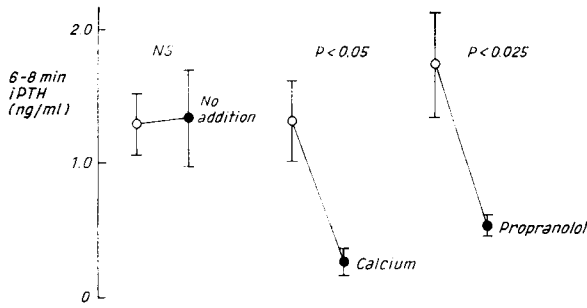 2.0
NS
P < 0.05
P < 0.025
6-8 min
iPTH
(ng/ml)
No
addition
1.0
Propranolol
Calcium
0